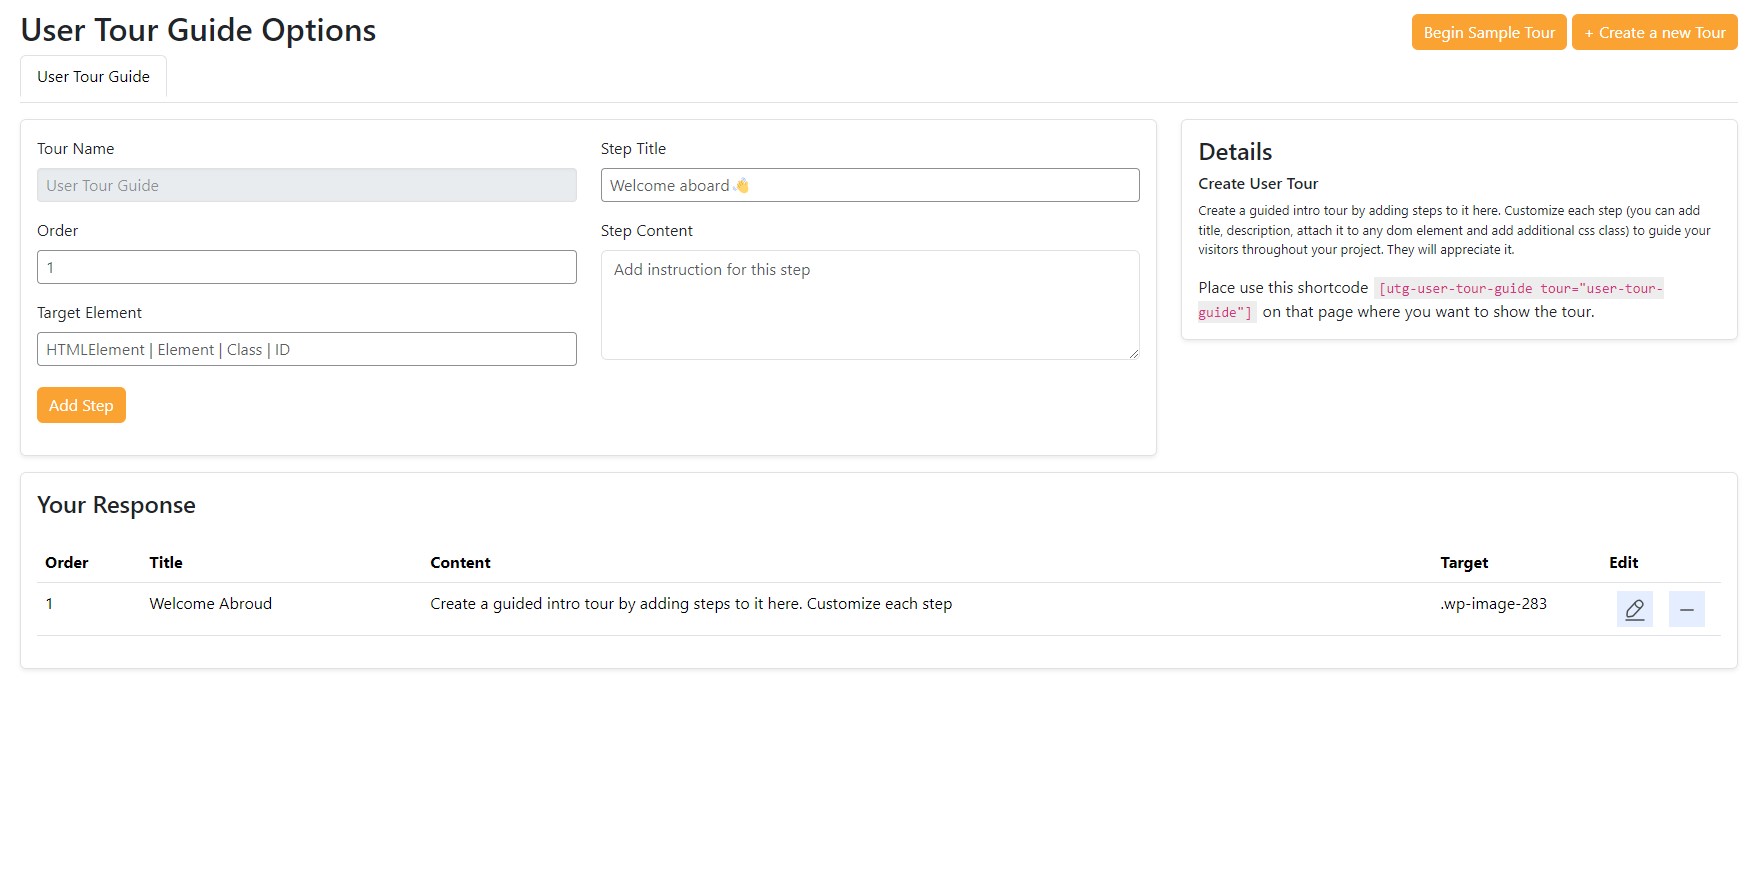 User Tour Guide Options
Begin Sample Tour
+ Create a new Tour
User Tour Guide
Tour Name
User Tour Guide
Order
1
Target Element
HTMLElement | Element | Class | ID
Add Step
Step Title
Welcome aboard 👋
Step Content
Add instruction for this step
Details
Create User Tour
Create a guided intro tour by adding steps to it here. Customize each step (you can add
title, description, attach it to any dom element and add additional css class) to guide your
visitors throughout your project. They will appreciate it.
Place use this shortcode [utg-user-tour-guide tour="user-tour-
guide"] on that page where you want to show the tour.
Your Response
Order Title Content Target Edit
1 Welcome Abroud Create a guided intro tour by adding steps to it here. Customize each step .wp-image-283